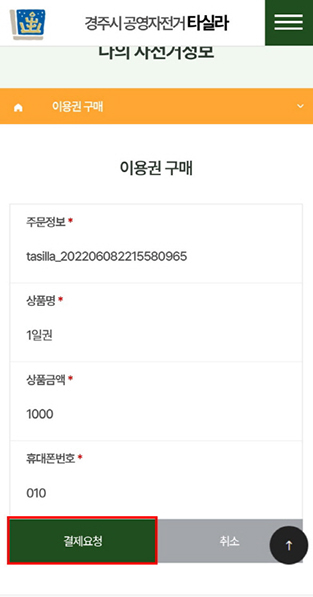 경주시 공영자전거 타실라
나의 자전거정보
이용권 구매
이용권 구매
주문정보 *
tasilla_202206082215580965
상품명 *
1일권
상품금액 *
1000
휴대폰번호 *
010
결제요청 취소